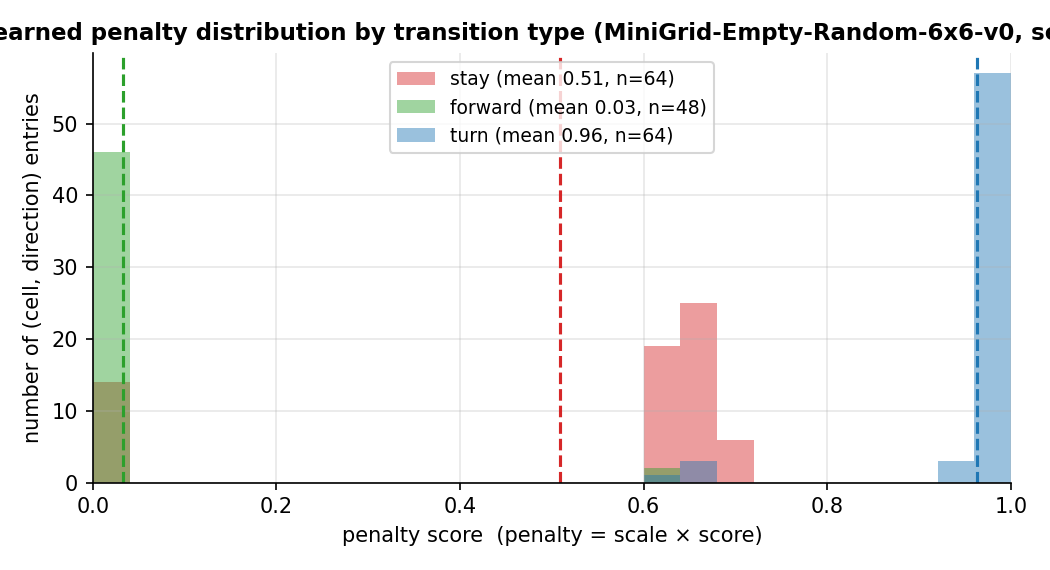 earned penalty distribution by transition type (MiniGrid-Empty-Random-6x6-v0, se
stay (mean 0.51, n=64)
forward (mean 0.03, n=48)
turn (mean 0.96, n=64)
number of (cell, direction) entries
50
40
30
20
10
0
0.0 0.2 0.4 0.6 0.8 1.0
penalty score (penalty = scale × score)